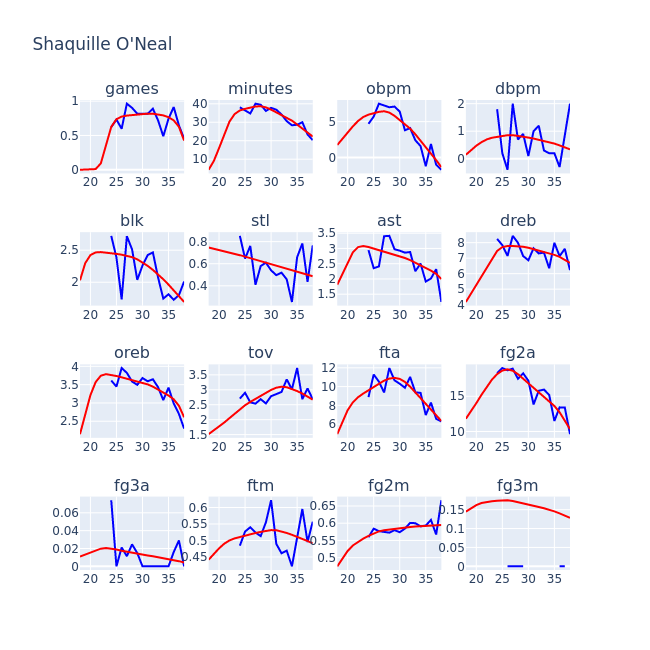 Shaquille O'Neal
games minutes obpm dbpm
1 0.5 0 20 25 30 35
40 30 20 10 20 25 30 35
5 0 20 25 30 35
2 1 0 20 25 30 35
blk stl ast dreb
2.5 2 20 25 30 35
0.8 0.6 0.4 20 25 30 35
3.5 3 2.5 2 1.5 20 25 30 35
8 7 6 5 4 20 25 30 35
oreb tov fta fg2a
4 3.5 3 2.5 20 25 30 35
3.5 3 2.5 2 1.5 20 25 30 35
12 10 8 6 20 25 30 35
15 10 20 25 30 35
fg3a ftm fg2m fg3m
0.06 0.04 0.02 0 20 25 30 35
0.6 0.55 0.5 0.45 20 25 30 35
0.65 0.6 0.55 0.5 20 25 30 35
0.15 0.1 0.05 0 20 25 30 35